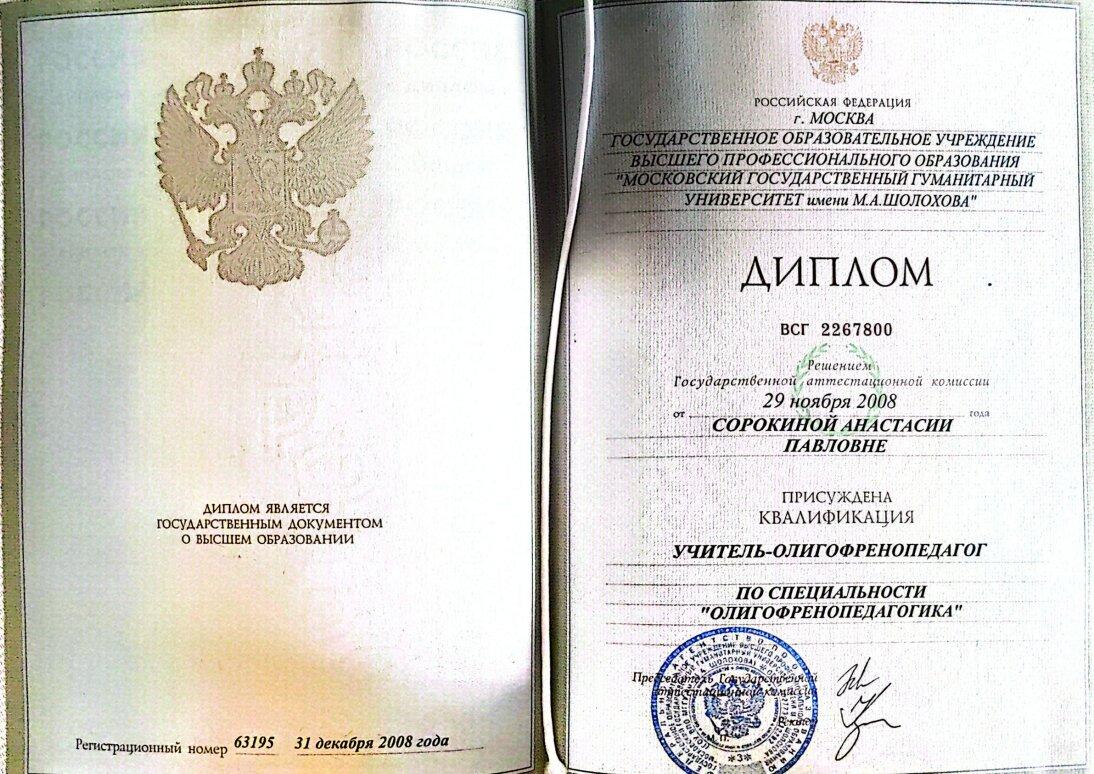 ДИПЛОМ ЯВЛЯЕТСЯ
ГОСУДАРСТВЕННЫМ ДОКУМЕНТОМ
О ВЫСШЕМ ОБРАЗОВАНИИ
Регистрационный номер 63195 31 декабря 2008 года
РОССИЙСКАЯ ФЕДЕРАЦИЯ
г. МОСКВА
ГОСУДАРСТВЕННОЕ ОБРАЗОВАТЕЛЬНОЕ УЧРЕЖДЕНИЕ
ВЫСШЕГО ПРОФЕССИОНАЛЬНОГО ОБРАЗОВАНИЯ
"МОСКОВСКИЙ ГОСУДАРСТВЕННЫЙ ГУМАНИТАРНЫЙ
УНИВЕРСИТЕТ имени М.А.ШОЛОХОВА"
ДИПЛОМ
ВСГ 2267800
Решением
Государственной аттестационной комиссии
от 29 ноября 2008 года
СОРОКИНОЙ АНАСТАСИИ
ПАВЛОВНЕ
ПРИСУЖДЕНА
КВАЛИФИКАЦИЯ
УЧИТЕЛЬ-ОЛИГОФРЕНОПЕДАГОГ
ПО СПЕЦИАЛЬНОСТИ
"ОЛИГОФРЕНОПЕДАГОГИКА"
Председатель Государственной
аттестационной комиссии
Ректор